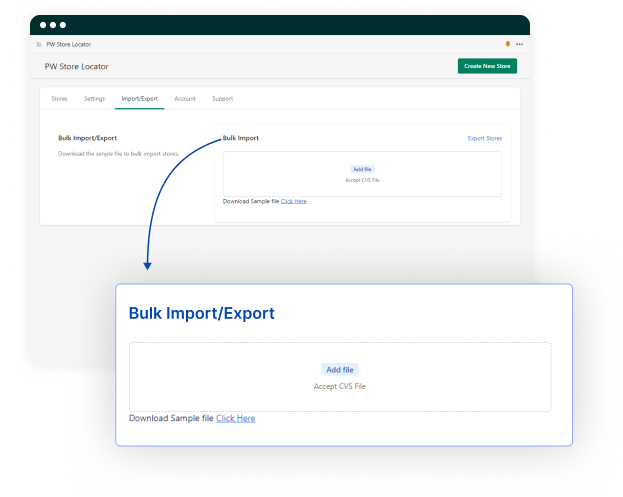 PW Store Locator
PW Store Locator
Create New Store
Stores Settings Import/Export Account Support
Bulk Import/Export
Download the simple file to bulk import stores.
Bulk Import
Export Stores
Add file
Accept CVS File
Download Sample file Click Here
Bulk Import/Export
Add file
Accept CVS File
Download Sample file Click Here